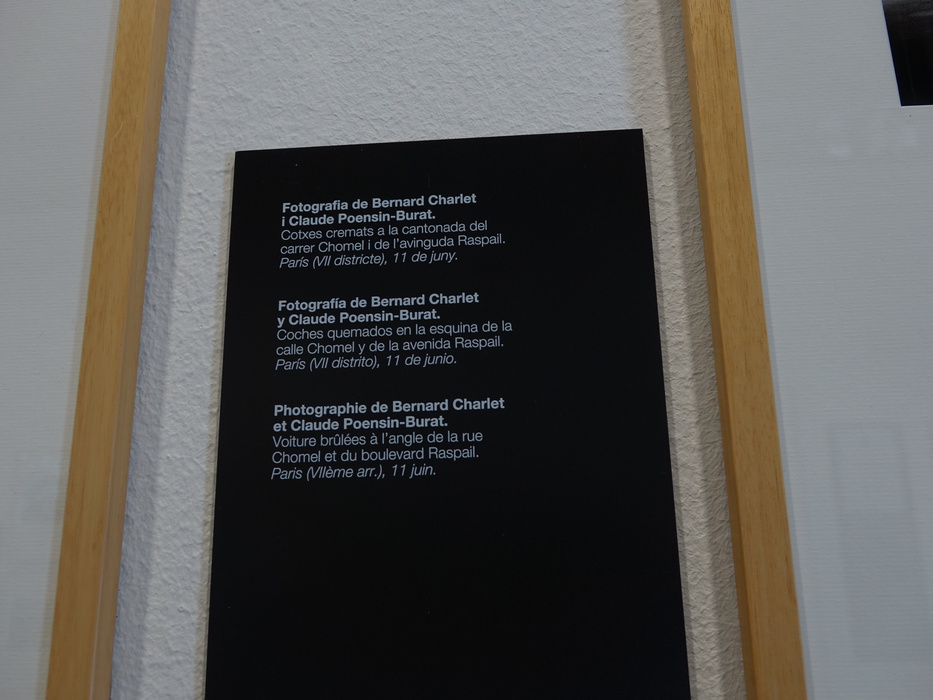 Fotografia de Bernard Charlet
i Claude Poensin-Burat.
Cotxes cremats a la cantonada del
carrer Chomel i de l'avinguda Raspail.
París (VII districte), 11 de juny.
Fotografía de Bernard Charlet
y Claude Poensin-Burat.
Coches quemados en la esquina de la
calle Chomel y de la avenida Raspail.
París (VII distrito), 11 de junio.
Photographie de Bernard Charlet
et Claude Poensin-Burat.
Voiture brûlées à l'angle de la rue
Chomel et du boulevard Raspail.
Paris (VIIème arr.), 11 juin.